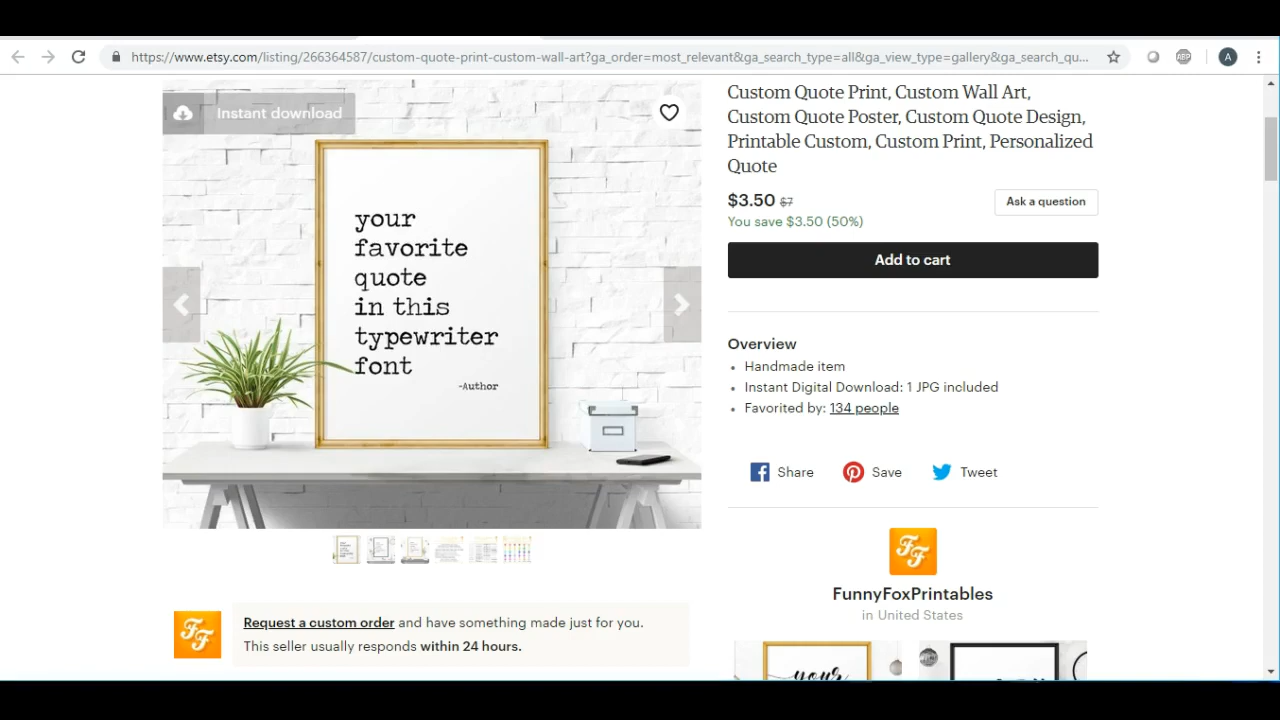 https://www.etsy.com/listing/266364587/custom-quote-print-custom-wall-art?ga_order=most_relevant&ga_search_type=all&ga_view_type=gallery&ga_search_qu...
ABP
A
Instant download
your
favorite
quote
in this
typewriter
font
-Author
Custom Quote Print, Custom Wall Art,
Custom Quote Poster, Custom Quote Design,
Printable Custom, Custom Print, Personalized
Quote
$3.50 $7
Ask a question
You save $3.50 (50%)
Add to cart
Overview
• Handmade item
• Instant Digital Download: 1 JPG included
• Favorited by: 134 people
Share
Save
Tweet
FF
FunnyFoxPrintables
in United States
FF
Request a custom order and have something made just for you.
This seller usually responds within 24 hours.
your